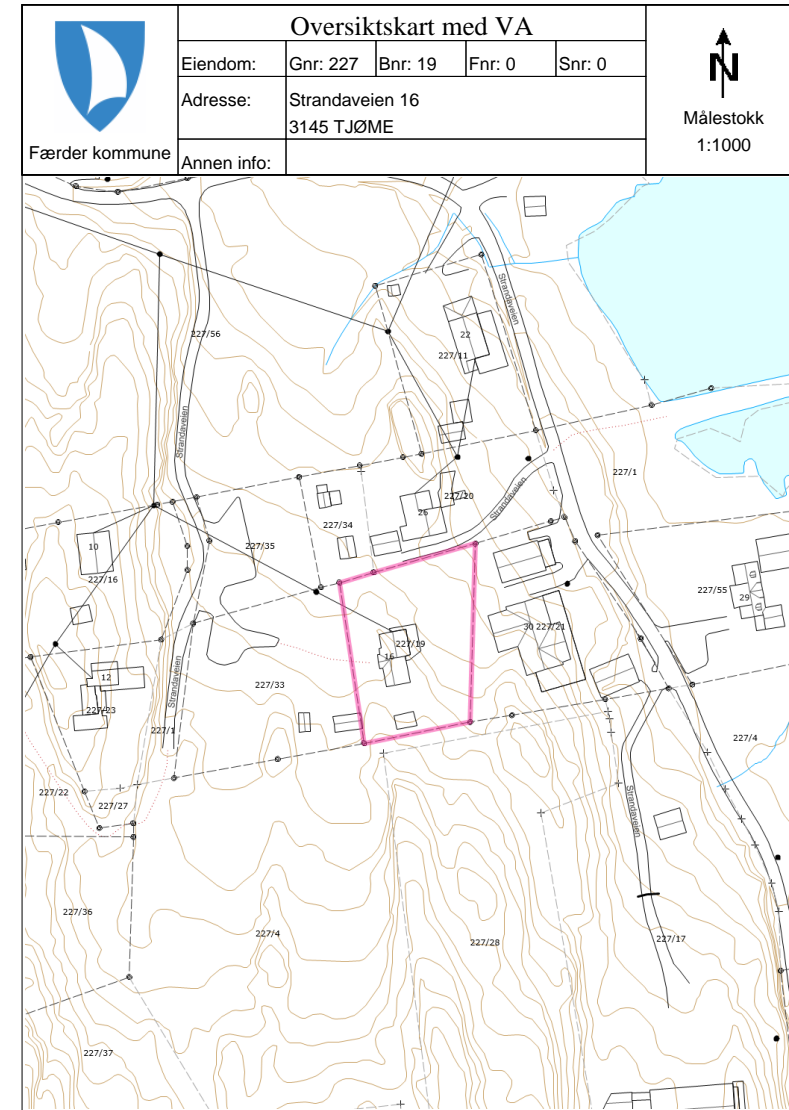 Oversiktskart med VA
Eiendom: Gnr: 227 Bnr: 19 Fnr: 0 Snr: 0
Adresse: Strandaveien 16
3145 TJØME
Annen info:
Færder kommune
N
Målestokk
1:1000
Strandaveien
22
227/56
227/11
Strandaveien
227/1
227/20
26
Strandaveien
227/34
10
227/35
227/16
227/55
29
30 227/21
227/19
16
12
227/33
Strandaveien
227/23
227/1
227/4
227/22
227/27
Strandaveien
227/36
227/4
227/28
227/17
227/37